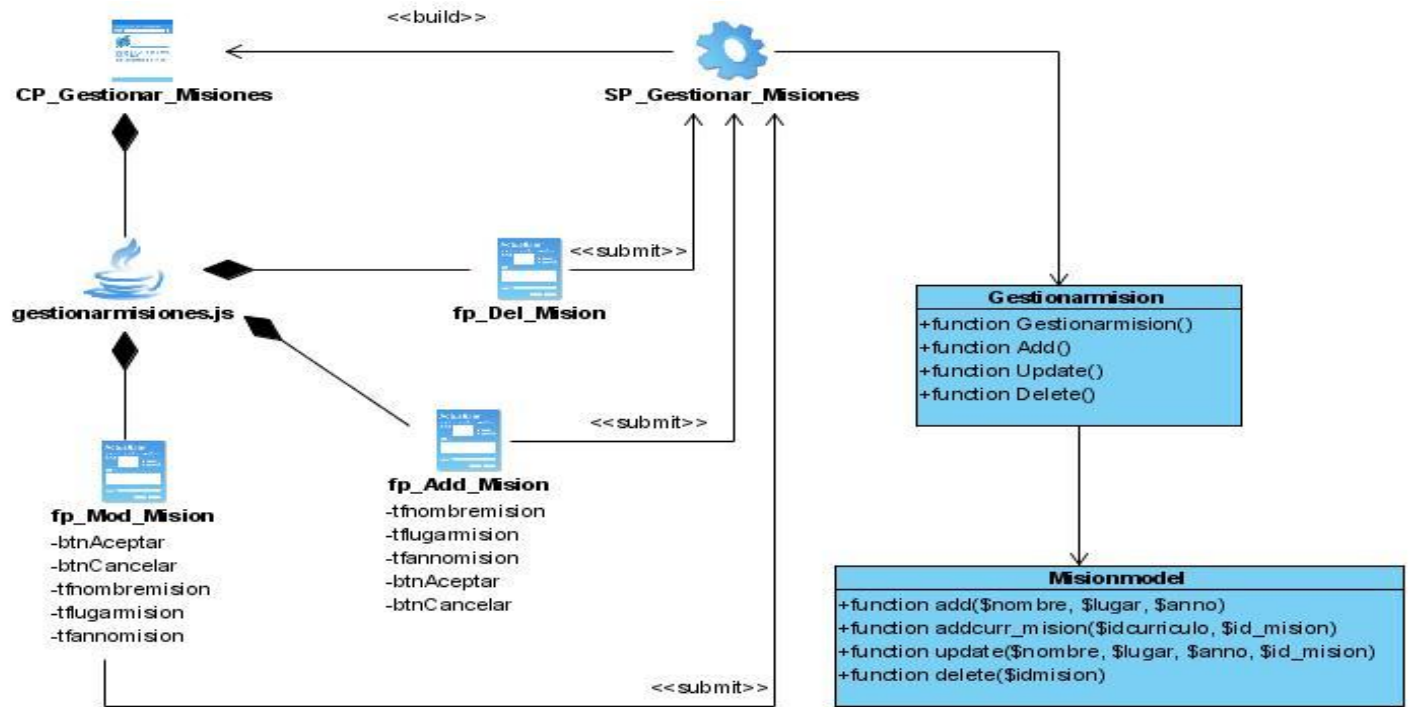 <<build>>
CP_Gestionar_Misiones
SP_Gestionar_Misiones
gestionarmisiones.js
<<submit>>
fp_Del_Mision
<<submit>>
fp_Add_Mision
-tfnombremision
-tflugarmision
-tfannomision
-btnAceptar
-btnCancelar
fp_Mod_Mision
-btnAceptar
-btnCancelar
-tfnombremision
-tflugarmision
-tfannomision
<<submit>>
Gestionarmision
+function Gestionarmision()
+function Add()
+function Update()
+function Delete()
Misionmodel
+function add($nombre, $lugar, $anno)
+function addcurr_mision($idcurriculo, $id_mision)
+function update($nombre, $lugar, $anno, $id_mision)
+function delete($idmision)